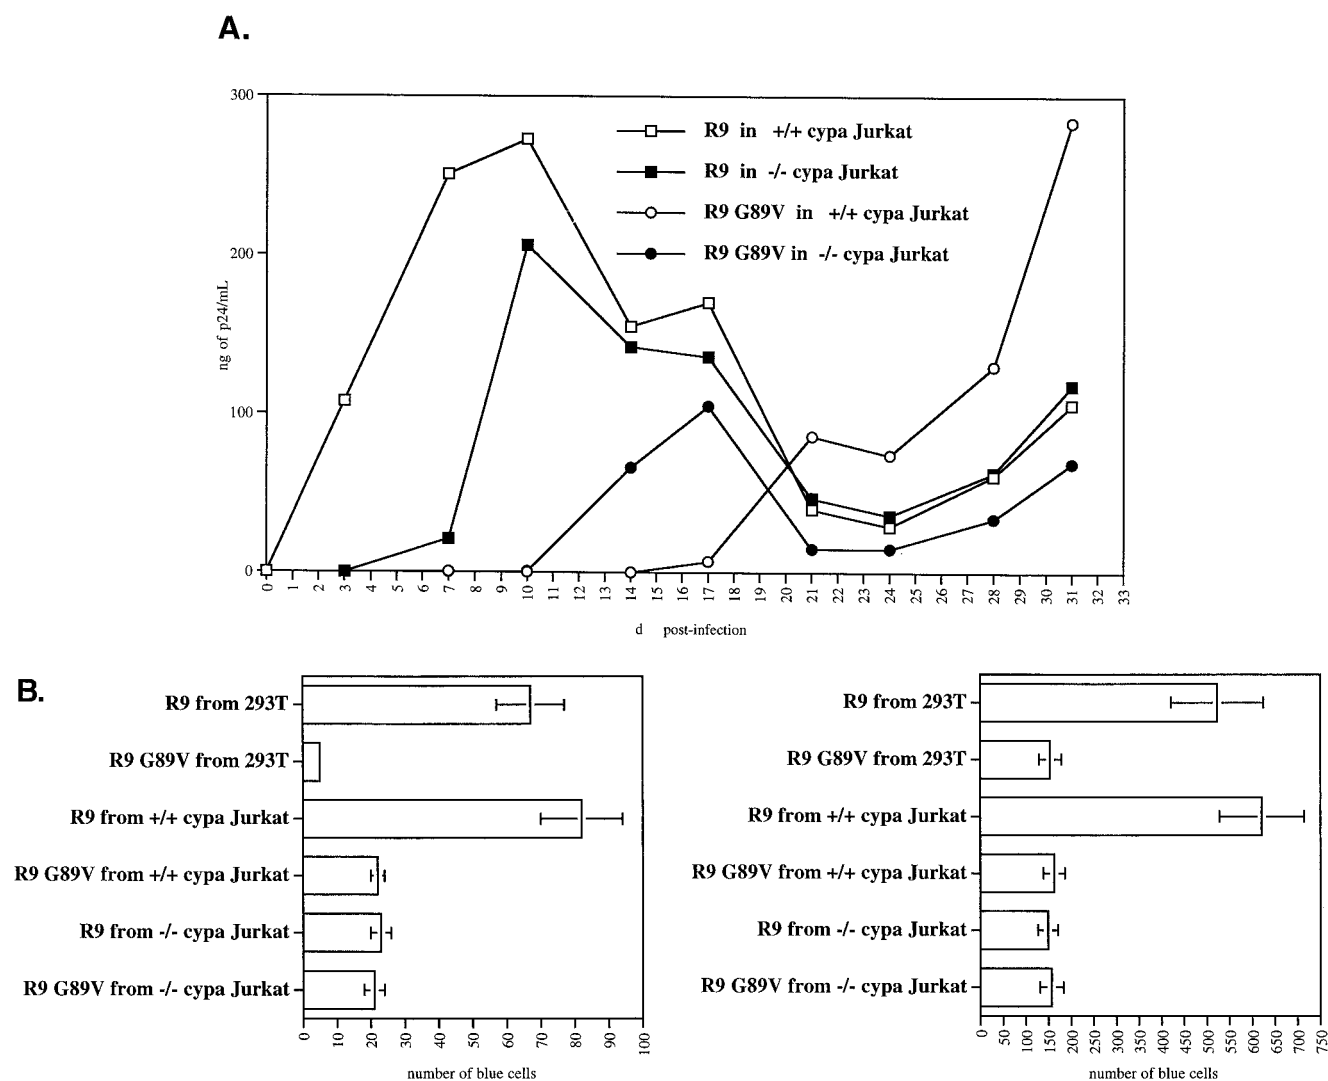 A.
300
200
100
0
ng of p24/mL
R9 in +/+ cypa Jurkat
R9 in -/- cypa Jurkat
R9 G89V in +/+ cypa Jurkat
R9 G89V in -/- cypa Jurkat
0 1 2 3 4 5 6 7 8 9 10 11 12 13 14 15 16 17 18 19 20 21 22 23 24 25 26 27 28 29 30 31 32 33
d post-infection
B.
R9 from 293T
R9 G89V from 293T
R9 from +/+ cypa Jurkat
R9 G89V from +/+ cypa Jurkat
R9 from -/- cypa Jurkat
R9 G89V from -/- cypa Jurkat
0 10 20 30 40 50 60 70 80 90 100
number of blue cells
R9 from 293T
R9 G89V from 293T
R9 from +/+ cypa Jurkat
R9 G89V from +/+ cypa Jurkat
R9 from -/- cypa Jurkat
R9 G89V from -/- cypa Jurkat
0 50 100 150 200 250 300 350 400 450 500 550 600 650 700 750
number of blue cells